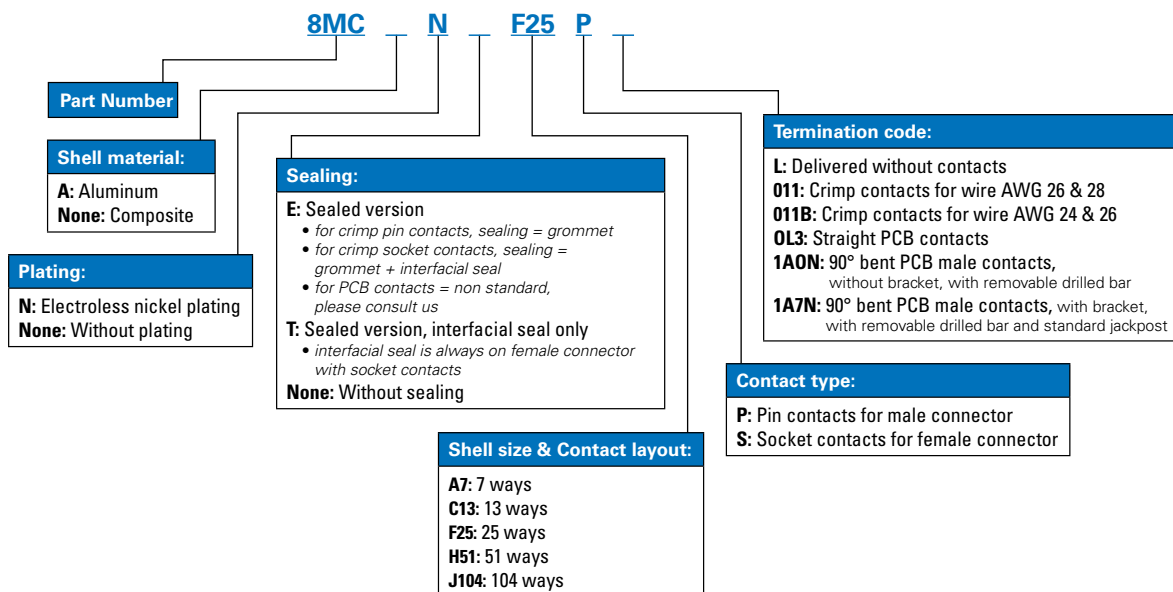 8MC _ N _ F25 P _
Part Number
Shell material:
A: Aluminum
None: Composite
Plating:
N: Electroless nickel plating
None: Without plating
Sealing:
E: Sealed version
• for crimp pin contacts, sealing = grommet
• for crimp socket contacts, sealing =
grommet + interfacial seal
• for PCB contacts = non standard,
please consult us
T: Sealed version, interfacial seal only
• interfacial seal is always on female connector
with socket contacts
None: Without sealing
Shell size & Contact layout:
A7: 7 ways
C13: 13 ways
F25: 25 ways
H51: 51 ways
J104: 104 ways
Contact type:
P: Pin contacts for male connector
S: Socket contacts for female connector
Termination code:
L: Delivered without contacts
011: Crimp contacts for wire AWG 26 & 28
011B: Crimp contacts for wire AWG 24 & 26
OL3: Straight PCB contacts
1AON: 90° bent PCB male contacts,
without bracket, with removable drilled bar
1A7N: 90° bent PCB male contacts, with bracket,
with removable drilled bar and standard jackpost